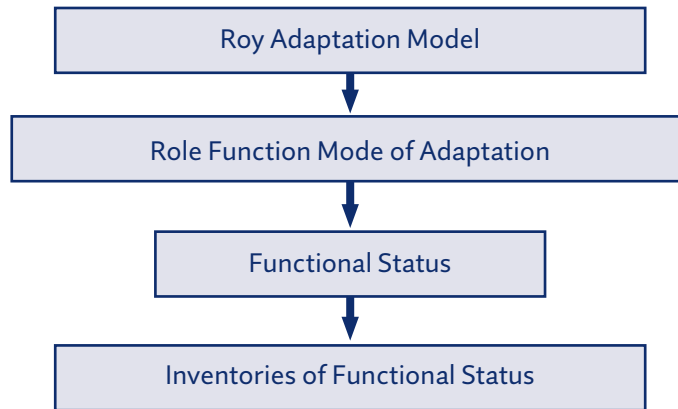 Roy Adaptation Model
Role Function Mode of Adaptation
Functional Status
Inventories of Functional Status